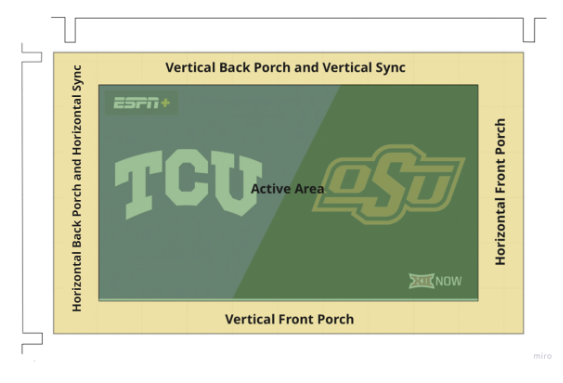 Vertical Back Porch and Vertical Sync
Horizontal Back Porch and Horizontal Sync
ESPN+
TCU
Active Area
OSU
XII NOW
Horizontal Front Porch
Vertical Front Porch
miro